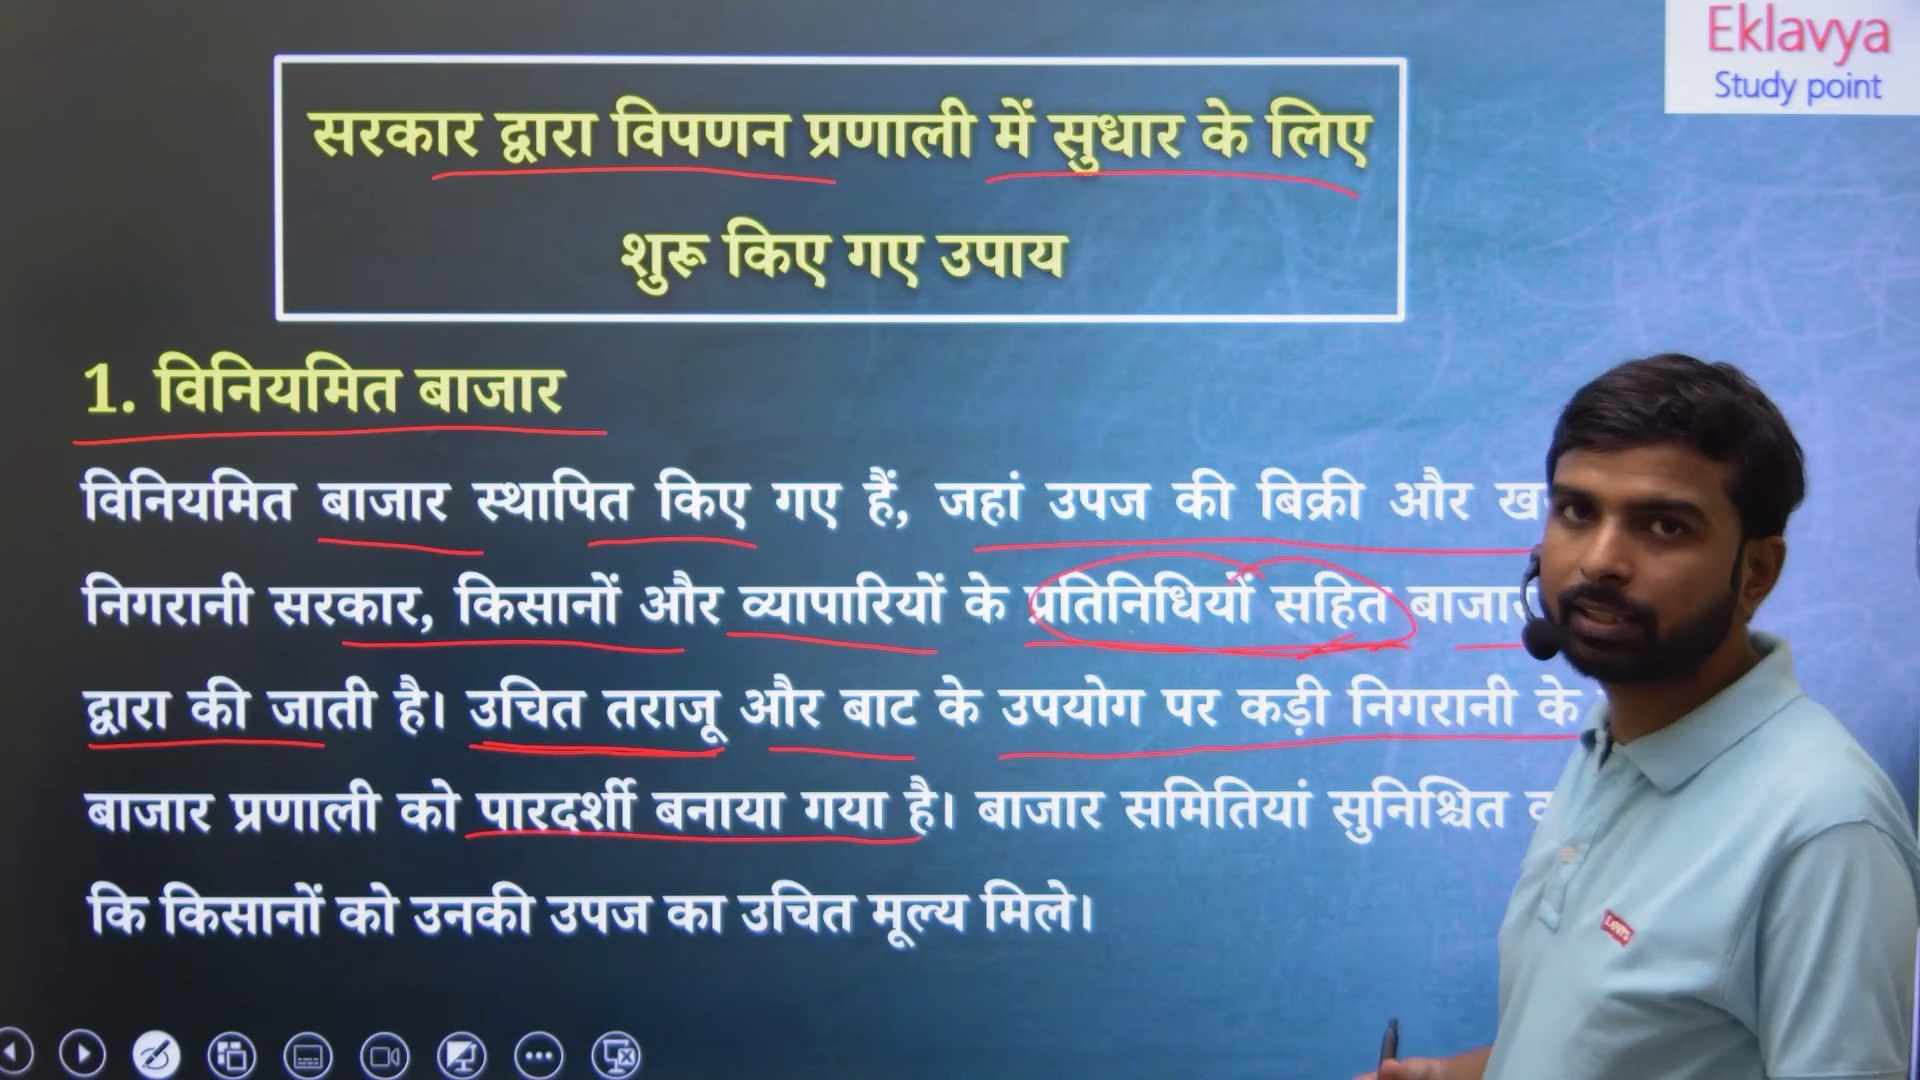 Eklavya
Study point
सरकार द्वारा विपणन प्रणाली में सुधार के लिए
शुरू किए गए उपाय
1. विनियमित बाजार
विनियमित बाजार स्थापित किए गए हैं, जहां उपज की बिक्री और
निगरानी सरकार, किसानों और व्यापारियों के प्रतिनिधियों सहित
द्वारा की जाती है। उचित तराजू और बाट के उपयोग पर कड़ी निगरानी के
बाजार प्रणाली को पारदर्शी बनाया गया है। बाजार समितियां सुनिश्चित
कि किसानों को उनकी उपज का उचित मूल्य मिले।
Levi's